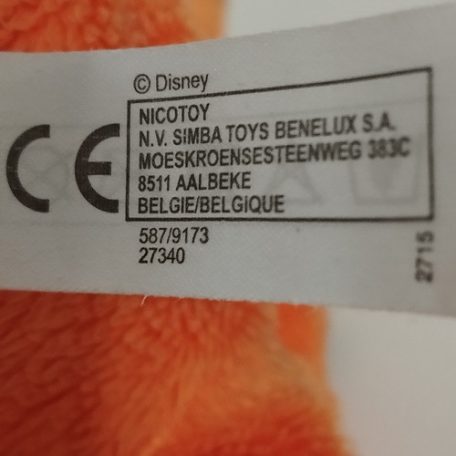 © Disney
CE
NICOTOY
N.V. SIMBA TOYS BENELUX S.A.
MOESKROENSESTEENWEG 383C
8511 AALBEKE
BELGIE/BELGIQUE
587/9173
27340
2715